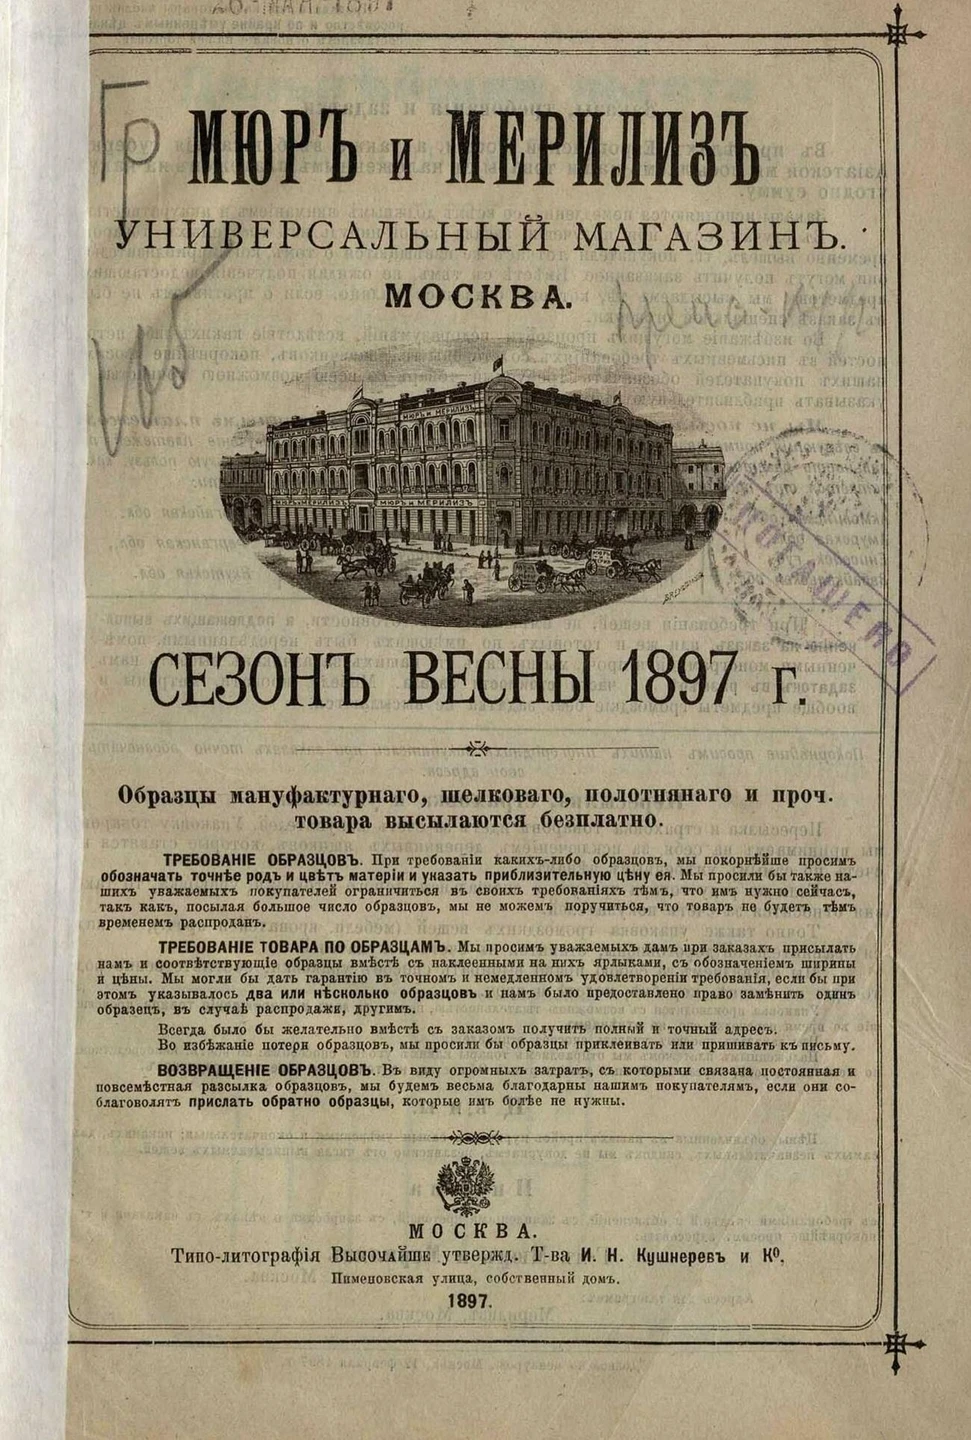 МЮРЪ и МЕРИЛИЗЪ
УНИВЕРСАЛЬНЫЙ МАГАЗИНЪ.
МОСКВА.
МЮРЪ и МЕРИЛИЗЪ
МЮРЪ и МЕРИЛИЗЪ
МЮРЪ и МЕРИЛИЗЪ
ПОГАШЕНО
СЕЗОНЪ ВЕСНЫ 1897 г.
Образцы мануфактурнаго, шелковаго, полотнянаго и проч.
товара высылаются безплатно.
ТРЕБОВАНІЕ ОБРАЗЦОВЪ. При требованіи какихъ-либо образцовъ, мы покорнѣйше просимъ
обозначать точнѣе родъ и цвѣтъ матеріи и указать приблизительную цѣну ея. Мы просили бы также на-
шихъ уважаемыхъ покупателей ограничиться въ своихъ требованіяхъ тѣмъ, что имъ нужно сейчасъ,
такъ какъ, посылая большое число образцовъ, мы не можемъ поручиться, что товаръ не будетъ тѣмъ
временемъ распроданъ.
ТРЕБОВАНІЕ ТОВАРА ПО ОБРАЗЦАМЪ. Мы просимъ уважаемыхъ дамъ при заказахъ присылать
намъ и соотвѣтствующіе образцы вмѣстѣ съ наклеенными на нихъ ярлыками, съ обозначеніемъ ширины
и цѣны. Мы могли бы дать гарантію въ точномъ и немедленномъ удовлетвореніи требованія, если бы при
этомъ указывалось два или нѣсколько образцовъ и намъ было предоставлено право замѣнить одинъ
образецъ, въ случаѣ распродажи, другимъ.
Всегда было бы желательно вмѣстѣ съ заказомъ получить полный и точный адресъ.
Во избѣжаніе потери образцовъ, мы просили бы образцы приклеивать или пришивать къ письму.
ВОЗВРАЩЕНІЕ ОБРАЗЦОВЪ. Въ виду огромныхъ затратъ, съ которыми связана постоянная и
повсемѣстная разсылка образцовъ, мы будемъ весьма благодарны нашимъ покупателямъ, если они со-
благоволятъ прислать обратно образцы, которые имъ болѣе не нужны.
МОСКВА.
Типо-литографія Высочайше утвержд. Т-ва И. Н. Кушнеревъ и Ко.
Пименовская улица, собственный домъ.
1897.